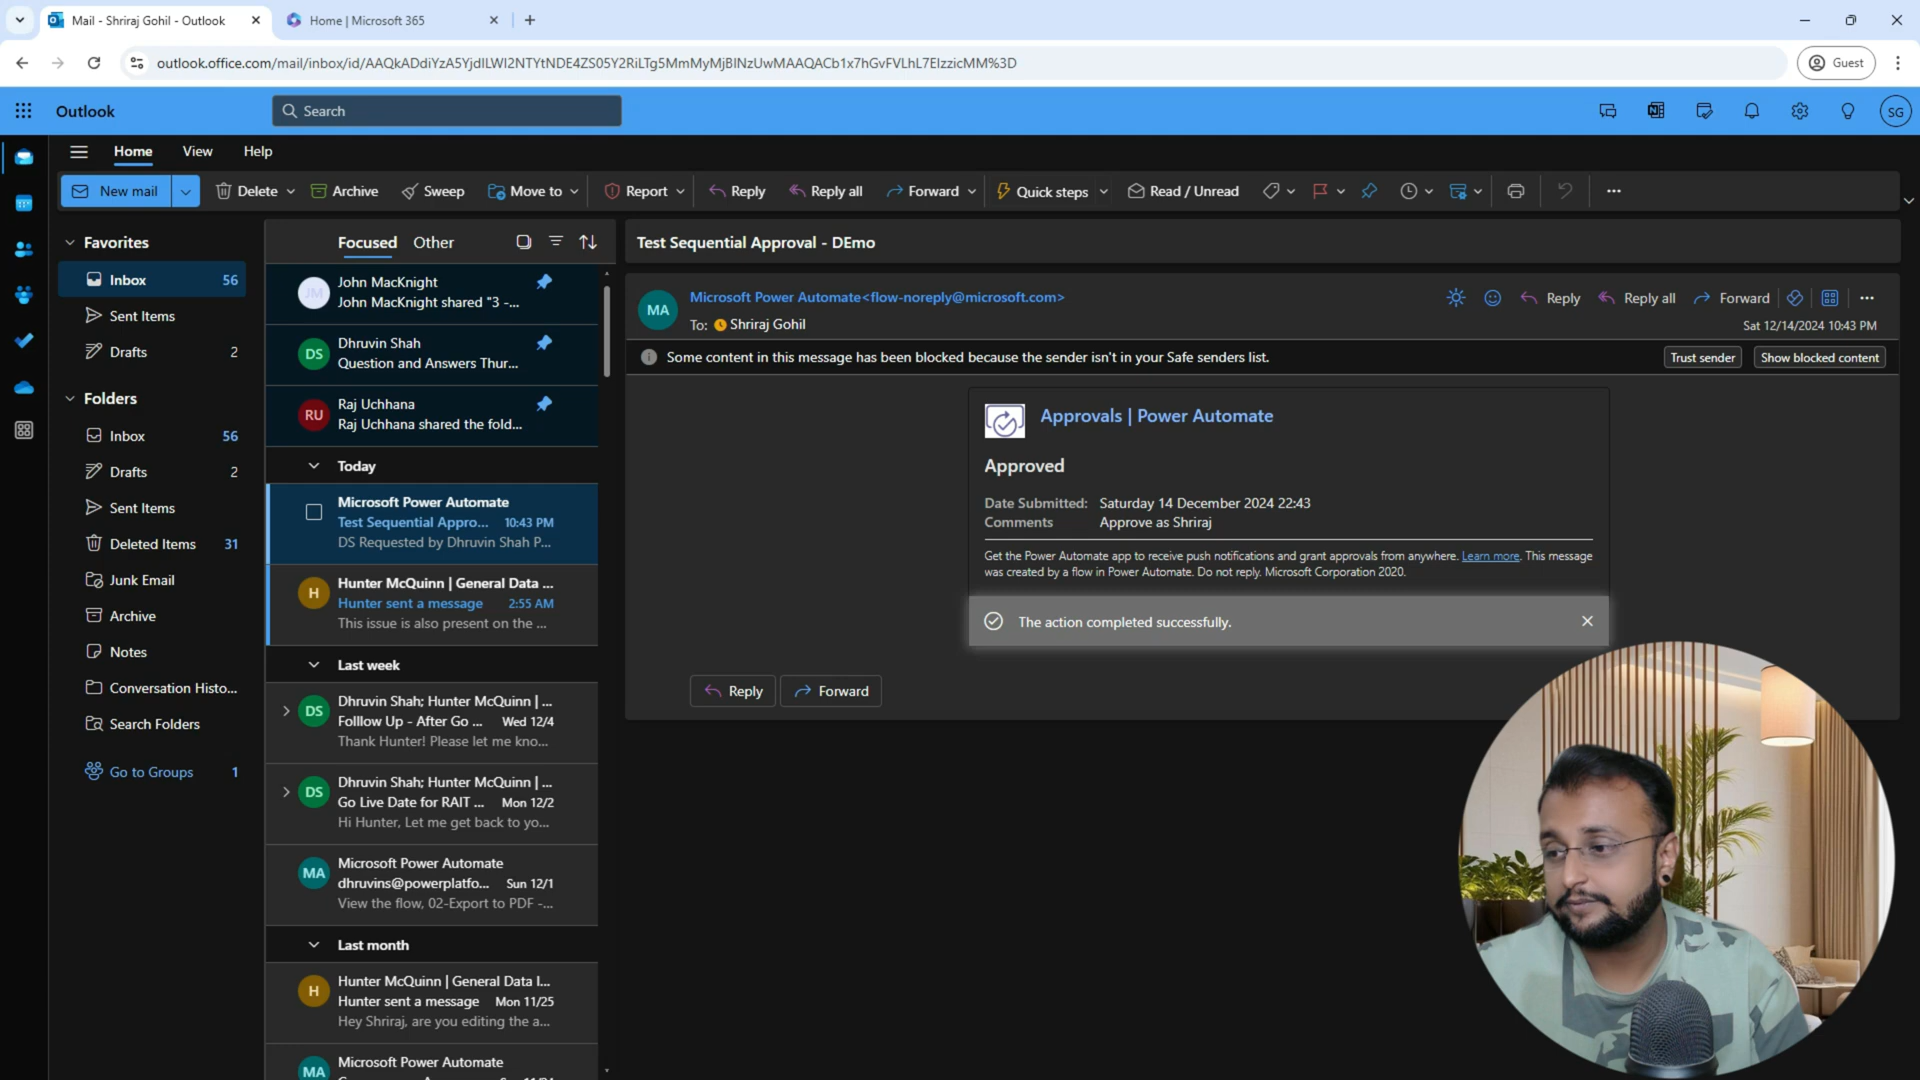 Mail - Shriraj Gohil - Outlook
Home | Microsoft 365
outlook.office.com/mail/inbox/id/AAQkADdiYzA5YjdlLWI2NTYtNDE4ZS05Y2RiLTg5MmMyMjBlNzUwMAAQACb1x7hGvFVLhL7EIzzicMM%3D
Guest
Outlook
Search
SG
Home View Help
New mail Delete Archive Sweep Move to Report Reply Reply all Forward Quick steps Read / Unread
Favorites
Inbox 56
Sent Items
Drafts 2
Folders
Inbox 56
Drafts 2
Sent Items
Deleted Items 31
Junk Email
Archive
Notes
Conversation Histo...
Search Folders
Go to Groups 1
Focused Other
JM
John MacKnight
John MacKnight shared "3 -...
DS
Dhruvin Shah
Question and Answers Thur...
RU
Raj Uchhana
Raj Uchhana shared the fold...
Today
Microsoft Power Automate
Test Sequential Appro... 10:43 PM
DS Requested by Dhruvin Shah P...
H
Hunter McQuinn | General Data ...
Hunter sent a message 2:55 AM
This issue is also present on the ...
Last week
DS
Dhruvin Shah; Hunter McQuinn | ...
Folllow Up - After Go ... Wed 12/4
Thank Hunter! Please let me kno...
DS
Dhruvin Shah; Hunter McQuinn | ...
Go Live Date for RAIT ... Mon 12/2
Hi Hunter, Let me get back to yo...
MA
Microsoft Power Automate
dhruvins@powerplatfo... Sun 12/1
View the flow, 02-Export to PDF -...
Last month
H
Hunter McQuinn | General Data I...
Hunter sent a message Mon 11/25
Hey Shriraj, are you editing the a...
MA
Microsoft Power Automate
Test Sequential Approval - DEmo
MA
Microsoft Power Automate<flow-noreply@microsoft.com>
To: Shriraj Gohil
Reply Reply all Forward
Sat 12/14/2024 10:43 PM
Some content in this message has been blocked because the sender isn't in your Safe senders list.
Trust sender Show blocked content
Approvals | Power Automate
Approved
Date Submitted: Saturday 14 December 2024 22:43
Comments Approve as Shriraj
Get the Power Automate app to receive push notifications and grant approvals from anywhere. Learn more. This message
was created by a flow in Power Automate. Do not reply. Microsoft Corporation 2020.
The action completed successfully.
Reply Forward